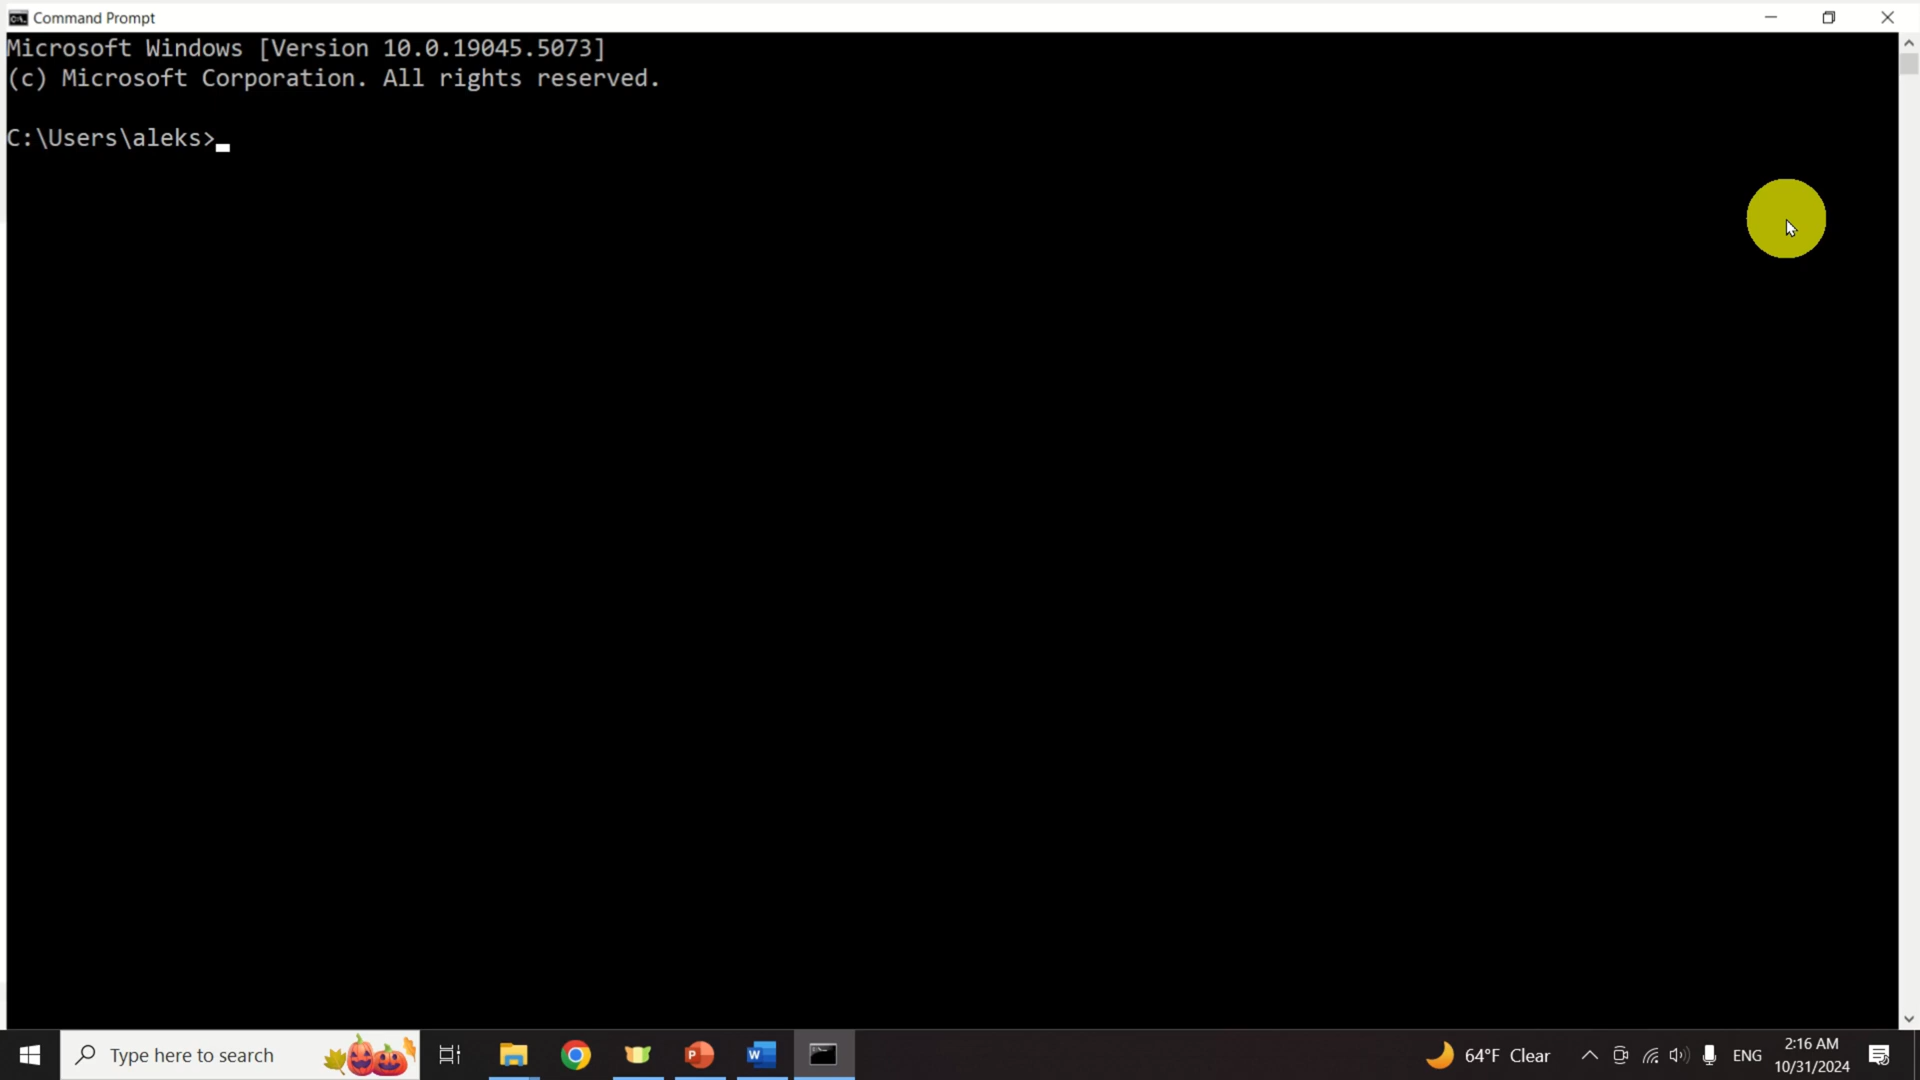 Command Prompt
Microsoft Windows [Version 10.0.19045.5073]
(c) Microsoft Corporation. All rights reserved.
C:\Users\aleks>
Type here to search
64°F Clear
ENG
2:16 AM
10/31/2024